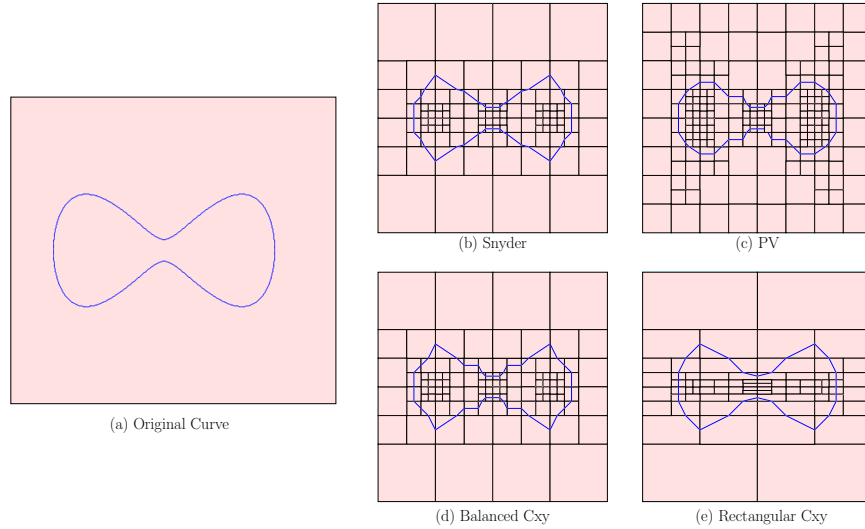 (a) Original Curve
(b) Snyder
(c) PV
(d) Balanced Cxy
(e) Rectangular Cxy